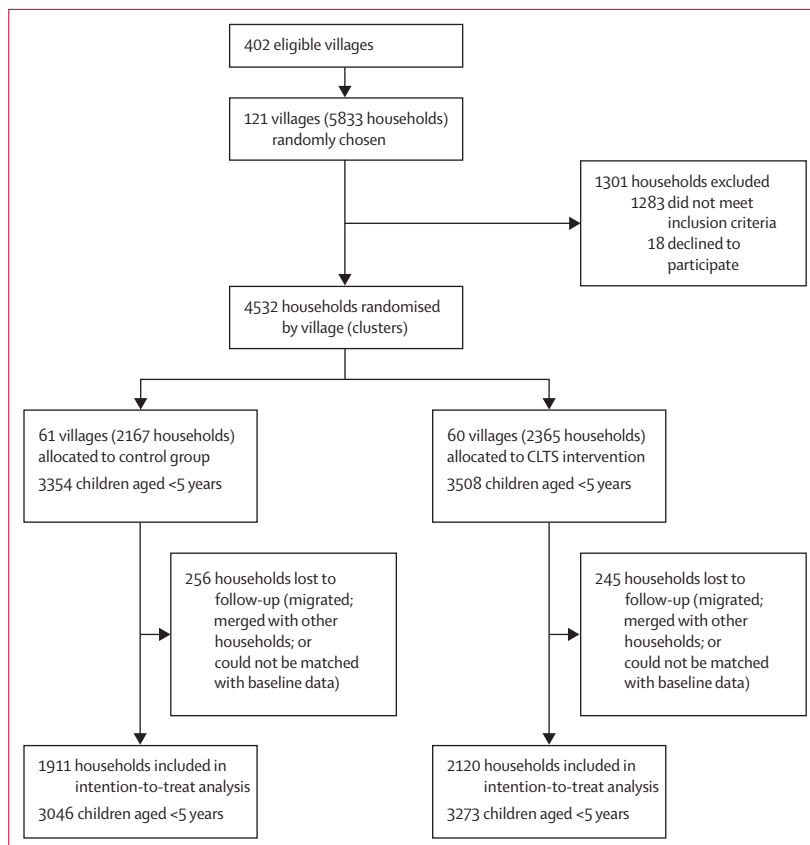 402 eligible villages
121 villages (5833 households)
randomly chosen
1301 households excluded
1283 did not meet
inclusion criteria
18 declined to
participate
4532 households randomised
by village (clusters)
61 villages (2167 households)
allocated to control group
3354 children aged <5 years
60 villages (2365 households)
allocated to CLTS intervention
3508 children aged <5 years
256 households lost to
follow-up (migrated;
merged with other
households; or
could not be matched
with baseline data)
245 households lost to
follow-up (migrated;
merged with other
households; or
could not be matched
with baseline data)
1911 households included in
intention-to-treat analysis
3046 children aged <5 years
2120 households included in
intention-to-treat analysis
3273 children aged <5 years